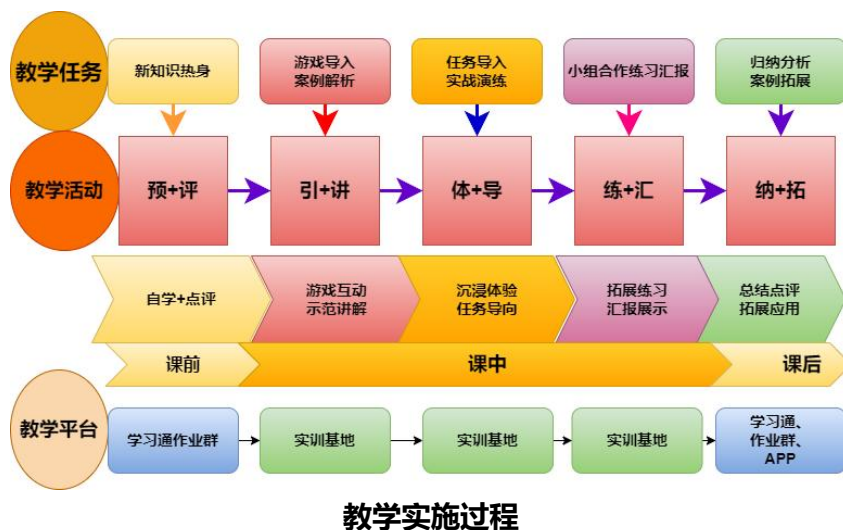 教学任务
新知识热身
游戏导入
案例解析
任务导入
实战演练
小组合作练习汇报
归纳分析
案例拓展
教学活动
预+评
引+讲
体+导
练+汇
纳+拓
自学+点评
游戏互动
示范讲解
沉浸体验
任务导向
拓展练习
汇报展示
总结点评
拓展应用
课前
课中
课后
教学平台
学习通作业群
实训基地
实训基地
实训基地
学习通、
作业群、
APP
教学实施过程